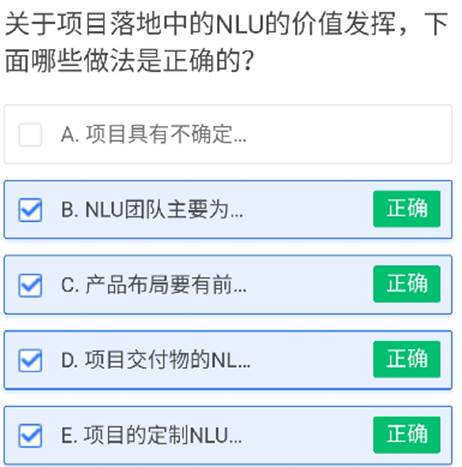 关于项目落地中的NLU的价值发挥，下
面哪些做法是正确的？
A. 项目具有不确定...
B. NLU团队主要为... 正确
C. 产品布局要有前... 正确
D. 项目交付物的NL... 正确
E. 项目的定制NLU... 正确